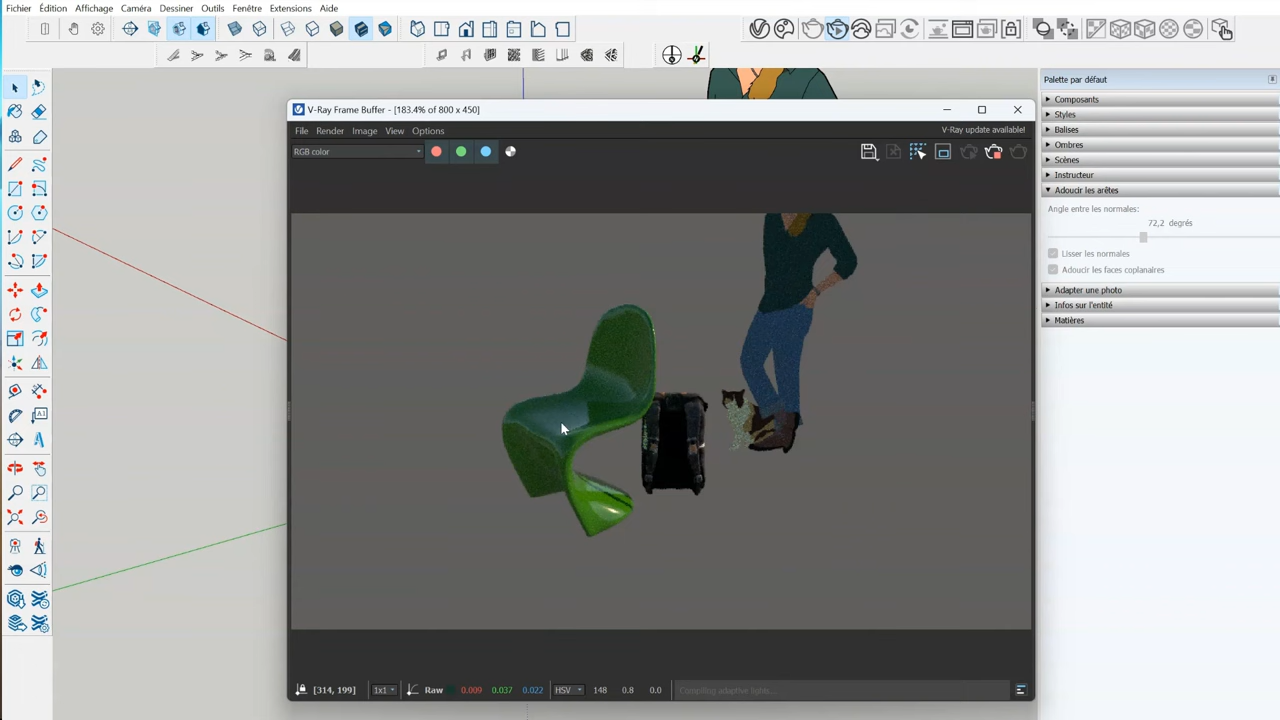 Fichier Édition Affichage Caméra Dessiner Outils Fenêtre Extensions Aide
Palette par défaut
Composants
Styles
Balises
Ombres
Scènes
Instructeur
Adoucir les arêtes
Angle entre les normales:
72,2 degrés
Lisser les normales
Adoucir les faces coplanaires
Adapter une photo
Infos sur l'entité
Matières
V-Ray Frame Buffer - [183.4% of 800 x 450]
File Render Image View Options
V-Ray update available!
RGB color
[314, 199] 1x1 Raw 0.009 0.037 0.022 HSV 148 0.8 0.0 Compiling adaptive lights...